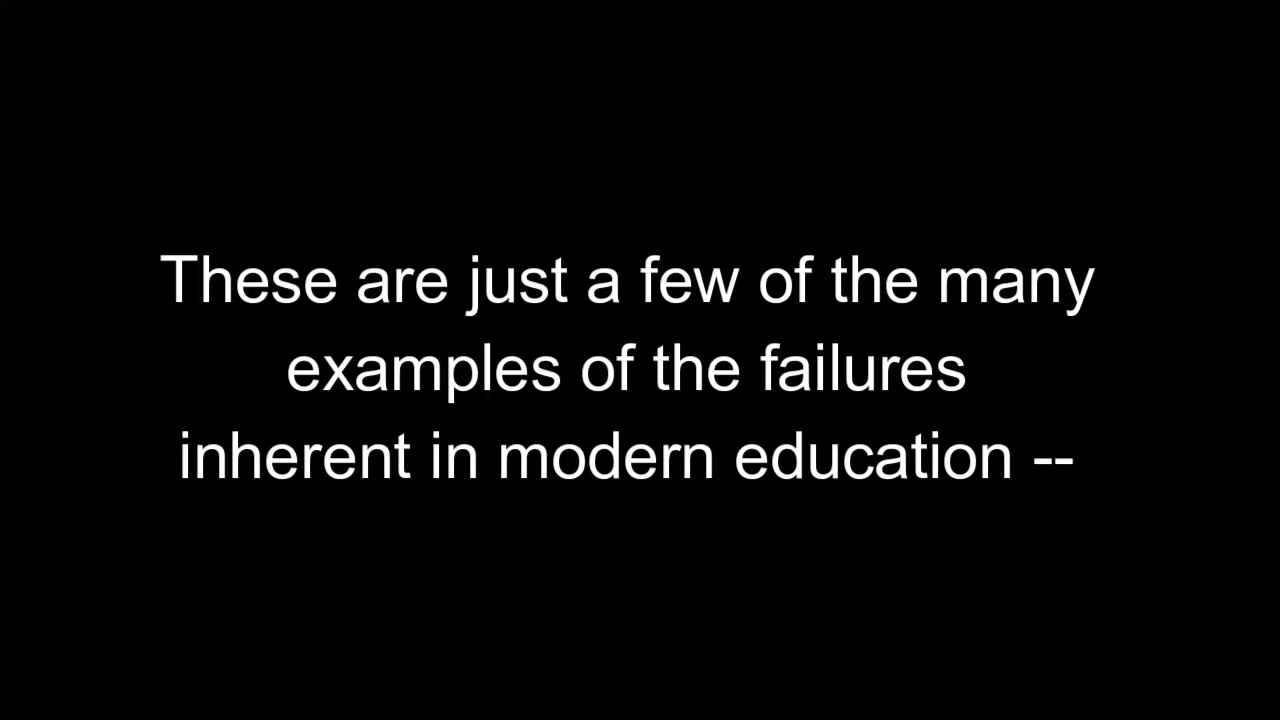 These are just a few of the many
examples of the failures
inherent in modern education --